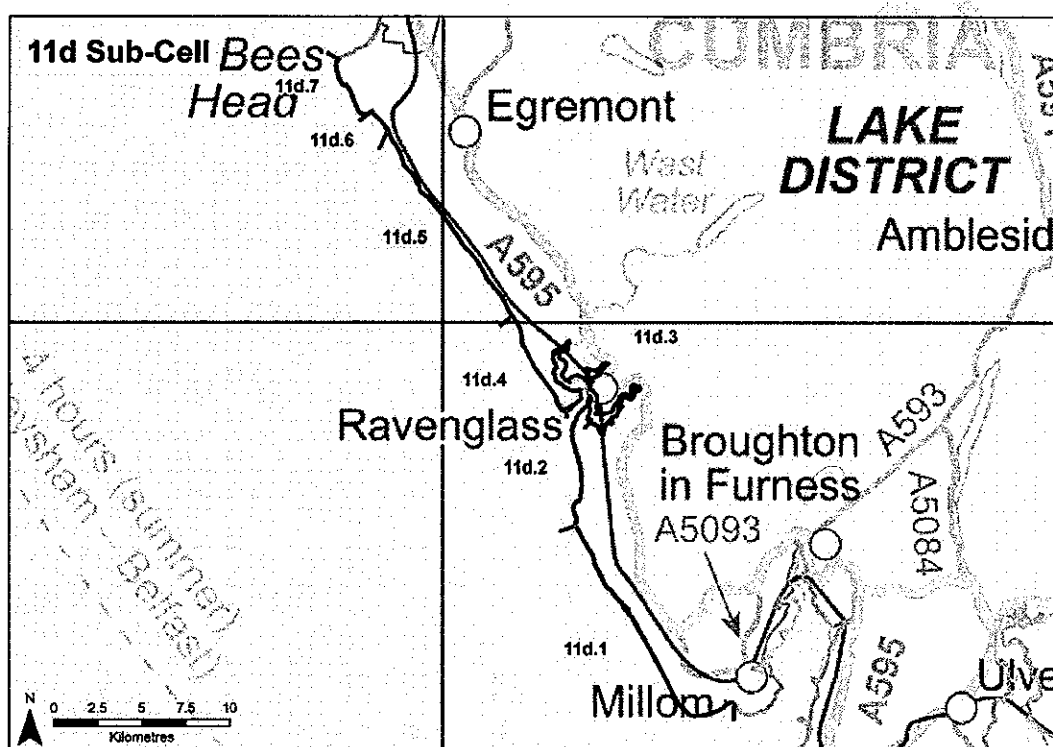 CUMBRIA
11d Sub-Cell
Bees
Head
11d.7
11d.6
Egremont
LAKE
DISTRICT
Wast
Water
Amblesid
11d.5
A595
11d.3
11d.4
Ravenglass
11d.2
4 hours (summer)
ysham - Belfast)
Broughton
in Furness
A593
A5093
A5084
11d.1
Millom
A595
Ulve
N
0 2.5 5 7.5 10
Kilometres